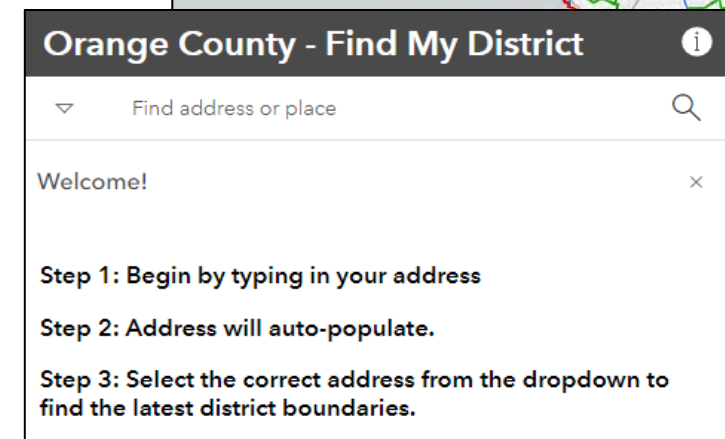 Orange County - Find My District
Find address or place
Welcome!
Step 1: Begin by typing in your address
Step 2: Address will auto-populate.
Step 3: Select the correct address from the dropdown to
find the latest district boundaries.